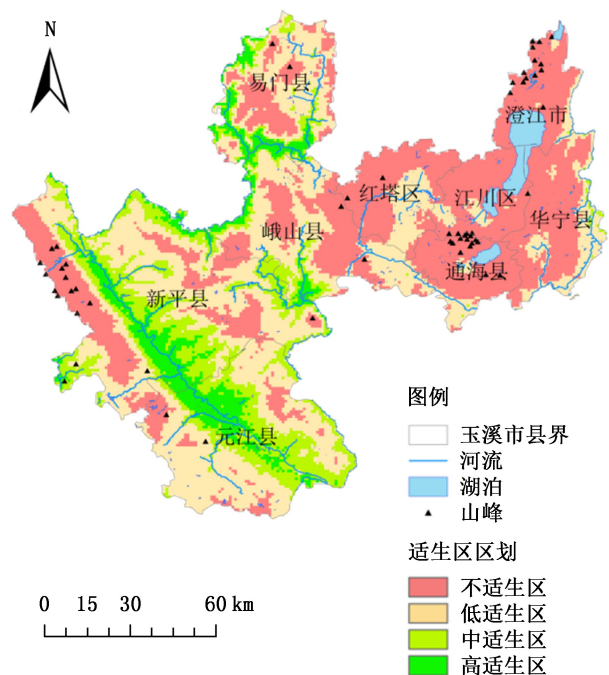 N
易门县
澄江市
红塔区
江川区
华宁县
峨山县
通海县
新平县
元江县
图例
玉溪市县界
河流
湖泊
山峰
适生区区划
不适生区
低适生区
中适生区
高适生区
0 15 30 60 km